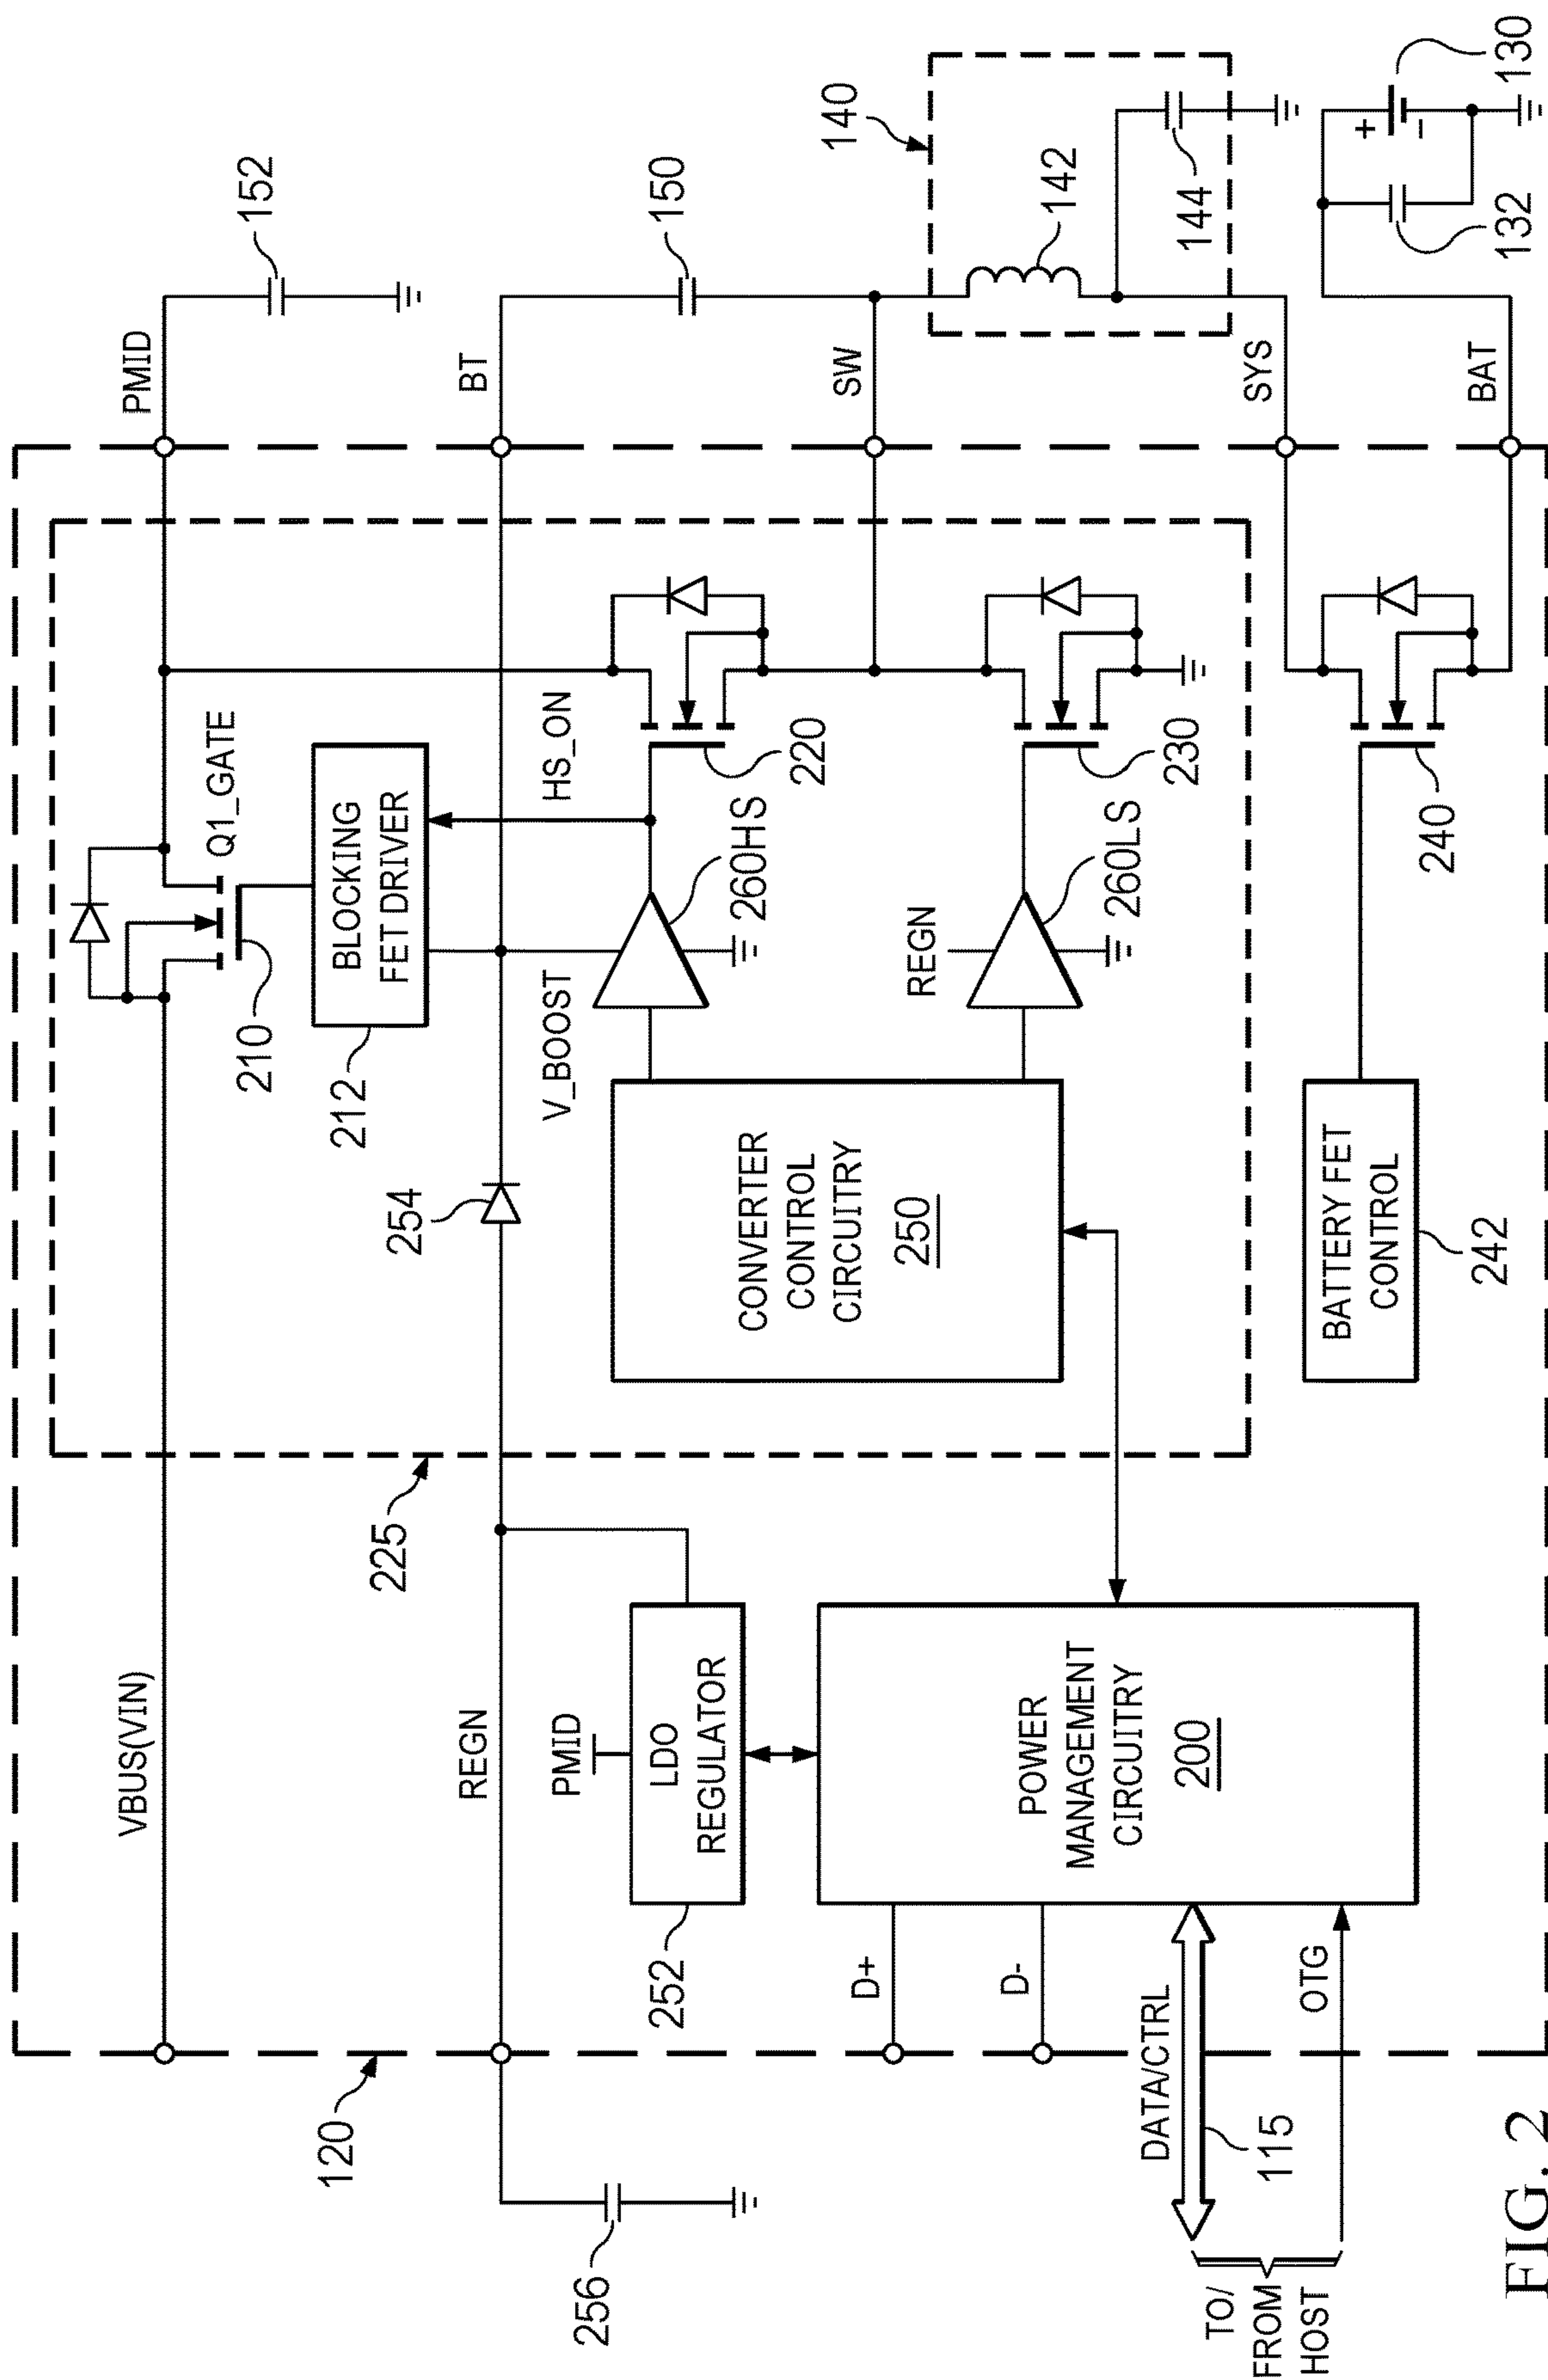 120
VBUS(VIN)
225
210
Q1_GATE
PMID
152
212
BLOCKING
FET DRIVER
256
REGN
254
V_BOOST
HS_ON
BT
150
252
PMID
LDO
REGULATOR
CONVERTER
CONTROL
CIRCUITRY
250
260HS
220
SW
140
142
144
REGN
260LS
230
D+
D-
DATA/CTRL
115
OTG
TO/
FROM
HOST
POWER
MANAGEMENT
CIRCUITRY
200
BATTERY FET
CONTROL
242
240
SYS
BAT
+
−
132
130
FIG. 2